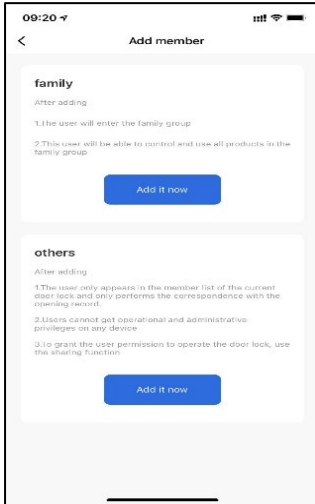 09:20
Add member
family
After adding
1.The user will enter the family group
2.This user will be able to control and use all products in the
family group
Add it now
others
After adding
1.The user only appears in the member list of the current
door lock and only performs the correspondence with the
opening record.
2.Users cannot get operational and administrative
privileges on any device
3.To grant the user permission to operate the door lock, use
the sharing function
Add it now